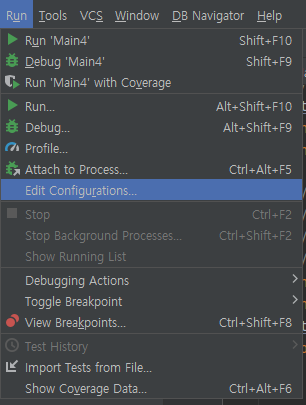 Run Tools VCS Window DB Navigator Help
Run 'Main4' Shift+F10
Debug 'Main4' Shift+F9
Run 'Main4' with Coverage
Run... Alt+Shift+F10
Debug... Alt+Shift+F9
Profile...
Attach to Process... Ctrl+Alt+F5
Edit Configurations...
Stop Ctrl+F2
Stop Background Processes... Ctrl+Shift+F2
Show Running List
Debugging Actions
Toggle Breakpoint
View Breakpoints... Ctrl+Shift+F8
Test History
Import Tests from File...
Show Coverage Data... Ctrl+Alt+F6